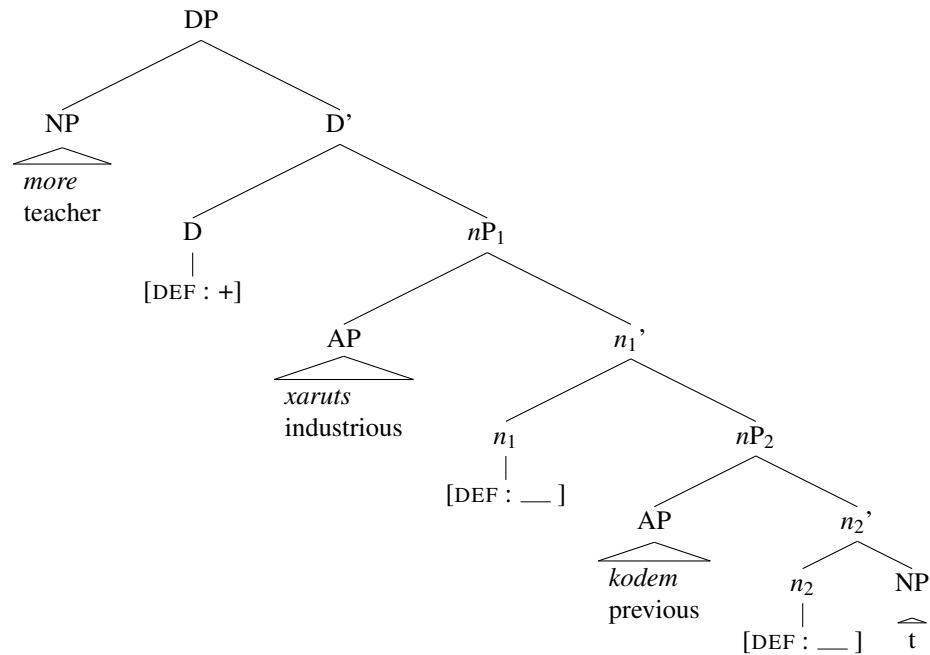 DP
NP D’
more
teacher
D nP₁
[DEF : +]
AP n₁’
xaruts
industrious
n₁ nP₂
[DEF : __ ]
AP n₂’
kodem
previous
n₂ NP
[DEF : __ ] t